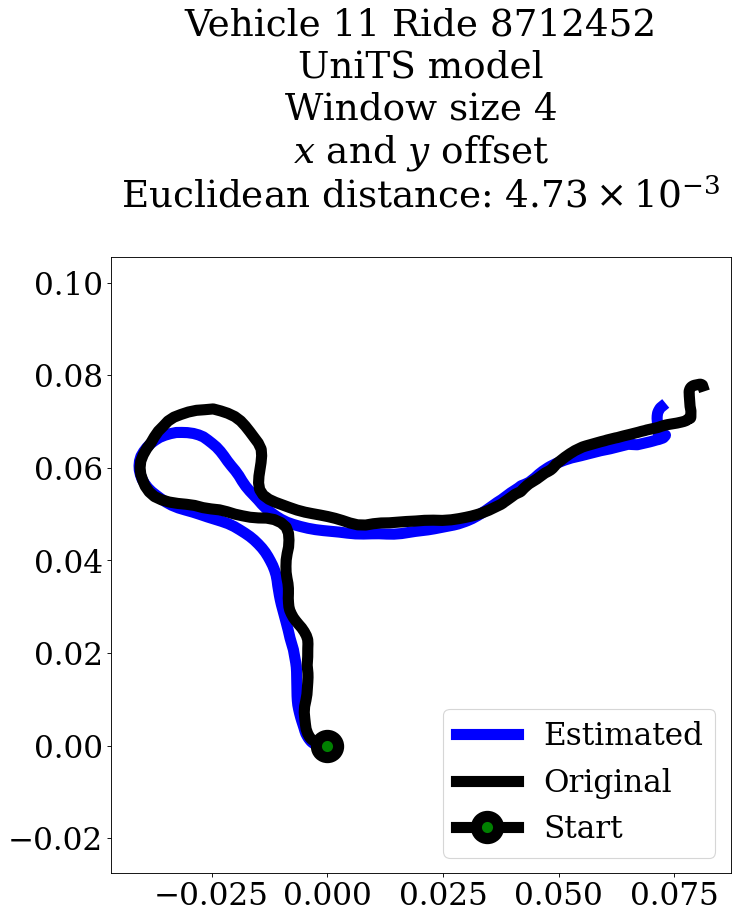 Vehicle 11 Ride 8712452
UniTS model
Window size 4
x and y offset
Euclidean distance: 4.73 × 10⁻³
0.10
0.08
0.06
0.04
0.02
0.00
−0.02
Estimated
Original
Start
−0.025 0.000 0.025 0.050 0.075